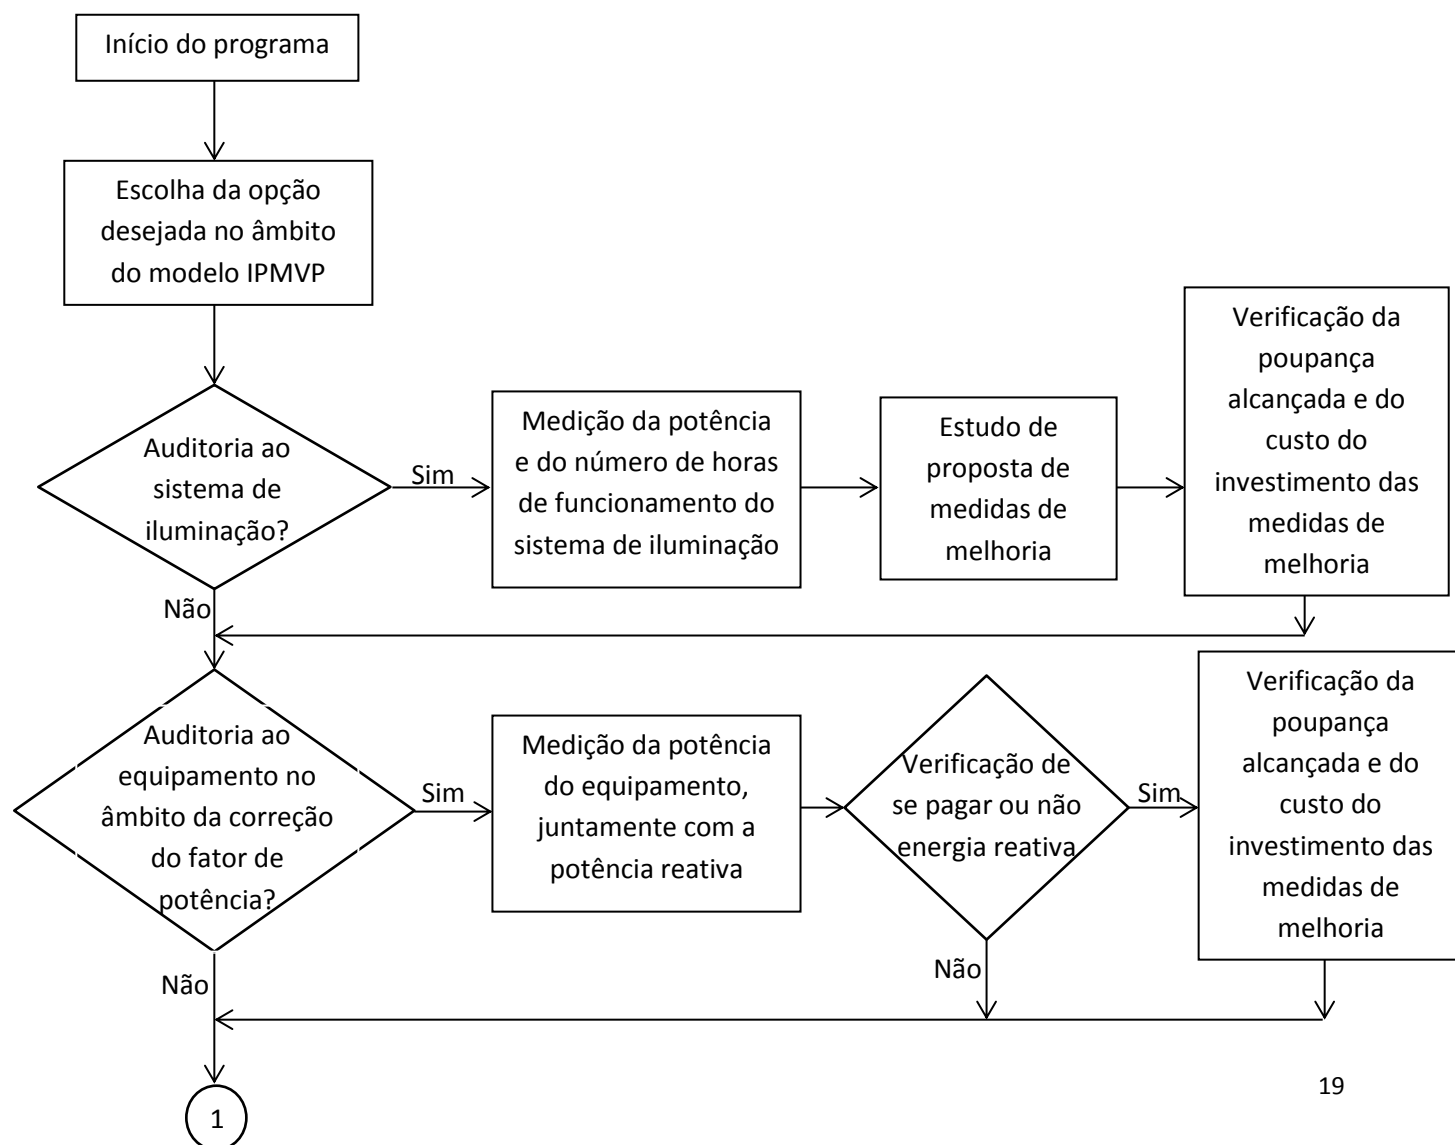 Início do programa
Escolha da opção
desejada no âmbito
do modelo IPMVP
Auditoria ao
sistema de
iluminação?
Sim
Medição da potência
e do número de horas
de funcionamento do
sistema de iluminação
Estudo de
proposta de
medidas de
melhoria
Verificação da
poupança
alcançada e do
custo do
investimento das
medidas de
melhoria
Não
Auditoria ao
equipamento no
âmbito da correção
do fator de
potência?
Sim
Medição da potência
do equipamento,
juntamente com a
potência reativa
Verificação de
se pagar ou não
energia reativa
Sim
Verificação da
poupança
alcançada e do
custo do
investimento das
medidas de
melhoria
Não
Não
1
19